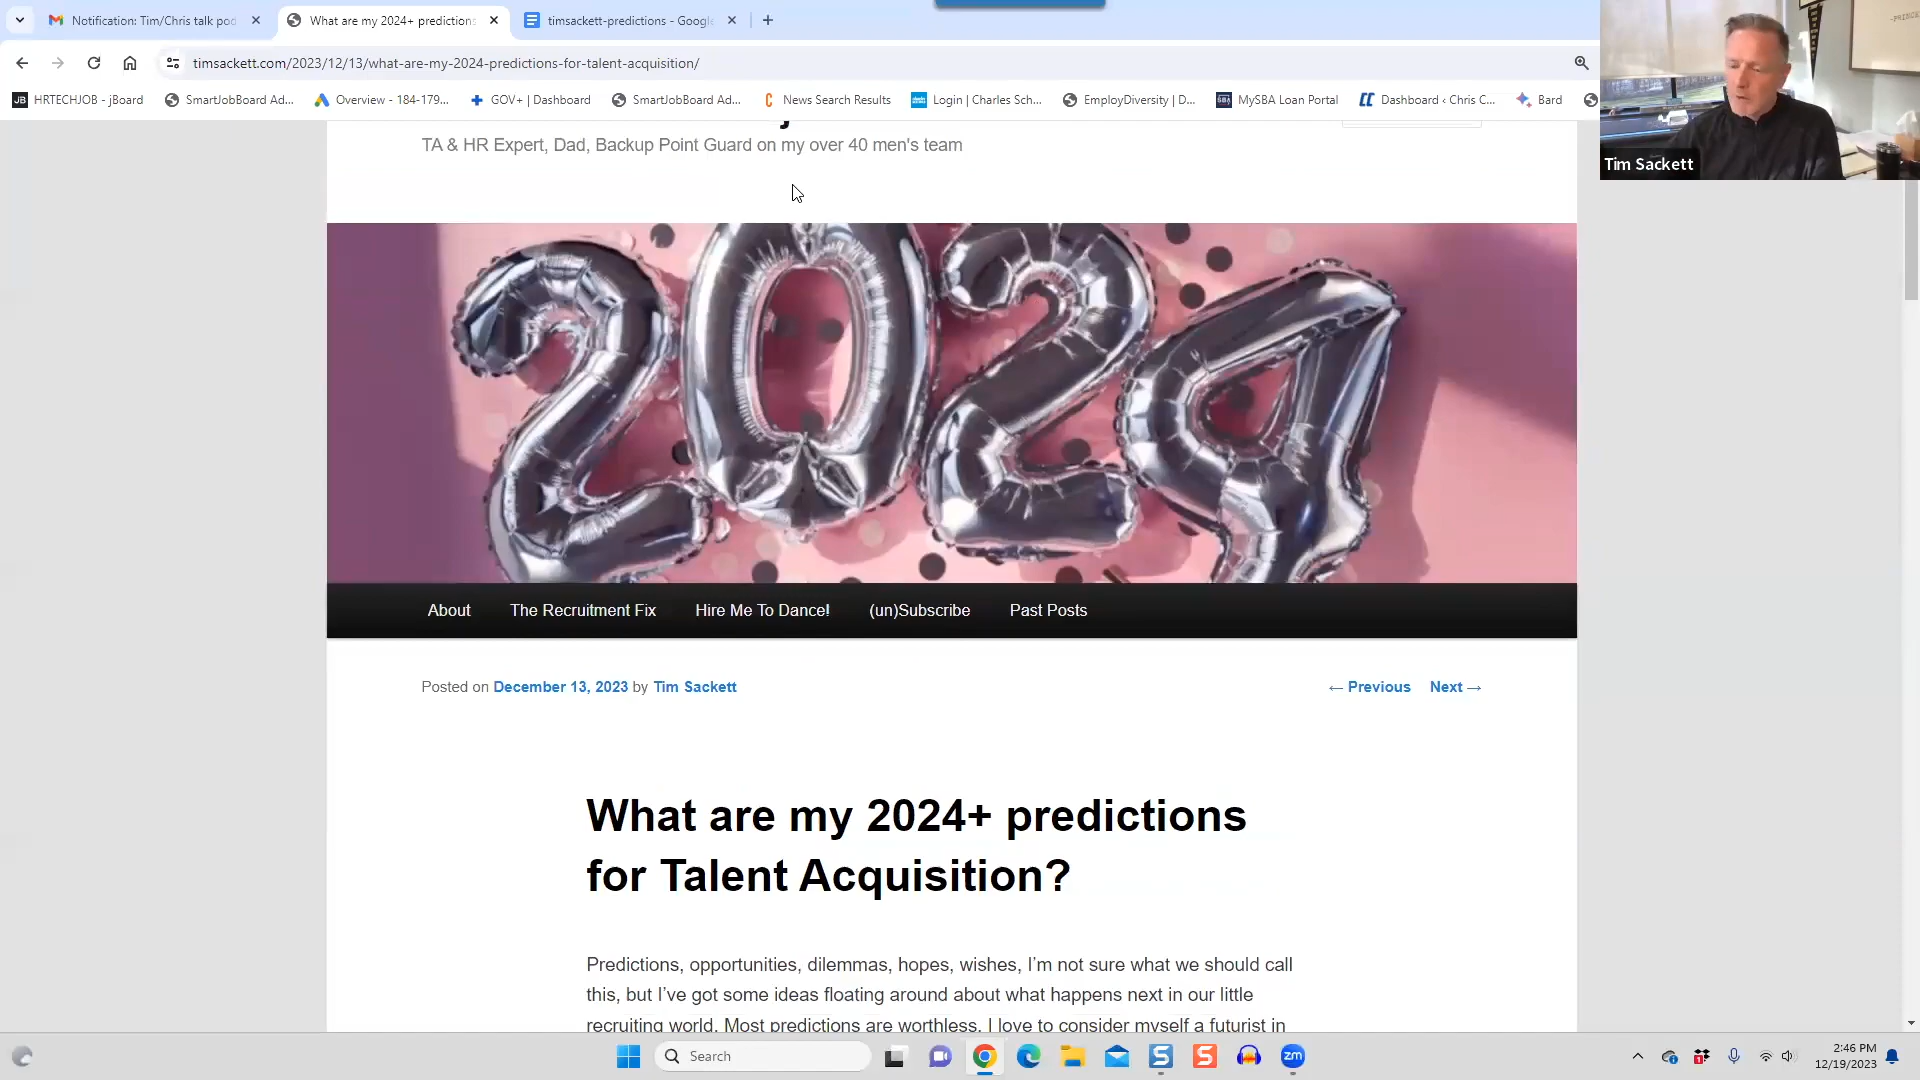 Notification: Tim/Chris talk pod
What are my 2024+ predictions
timsackett-predictions - Google
timsackett.com/2023/12/13/what-are-my-2024-predictions-for-talent-acquisition/
JB HRTECHJOB - jBoard
SmartJobBoard Ad...
Overview - 184-179...
GOV+ | Dashboard
SmartJobBoard Ad...
News Search Results
Login | Charles Sch...
EmployDiversity | D...
SBA MySBA Loan Portal
Dashboard ‹ Chris C...
Bard
Tim Sackett
TA & HR Expert, Dad, Backup Point Guard on my over 40 men's team
2024
About The Recruitment Fix Hire Me To Dance! (un)Subscribe Past Posts
Posted on December 13, 2023 by Tim Sackett
← Previous Next →
What are my 2024+ predictions
for Talent Acquisition?
Predictions, opportunities, dilemmas, hopes, wishes, I’m not sure what we should call
this, but I’ve got some ideas floating around about what happens next in our little
recruiting world. Most predictions are worthless. I love to consider myself a futurist in
Search
zm
2:46 PM
12/19/2023